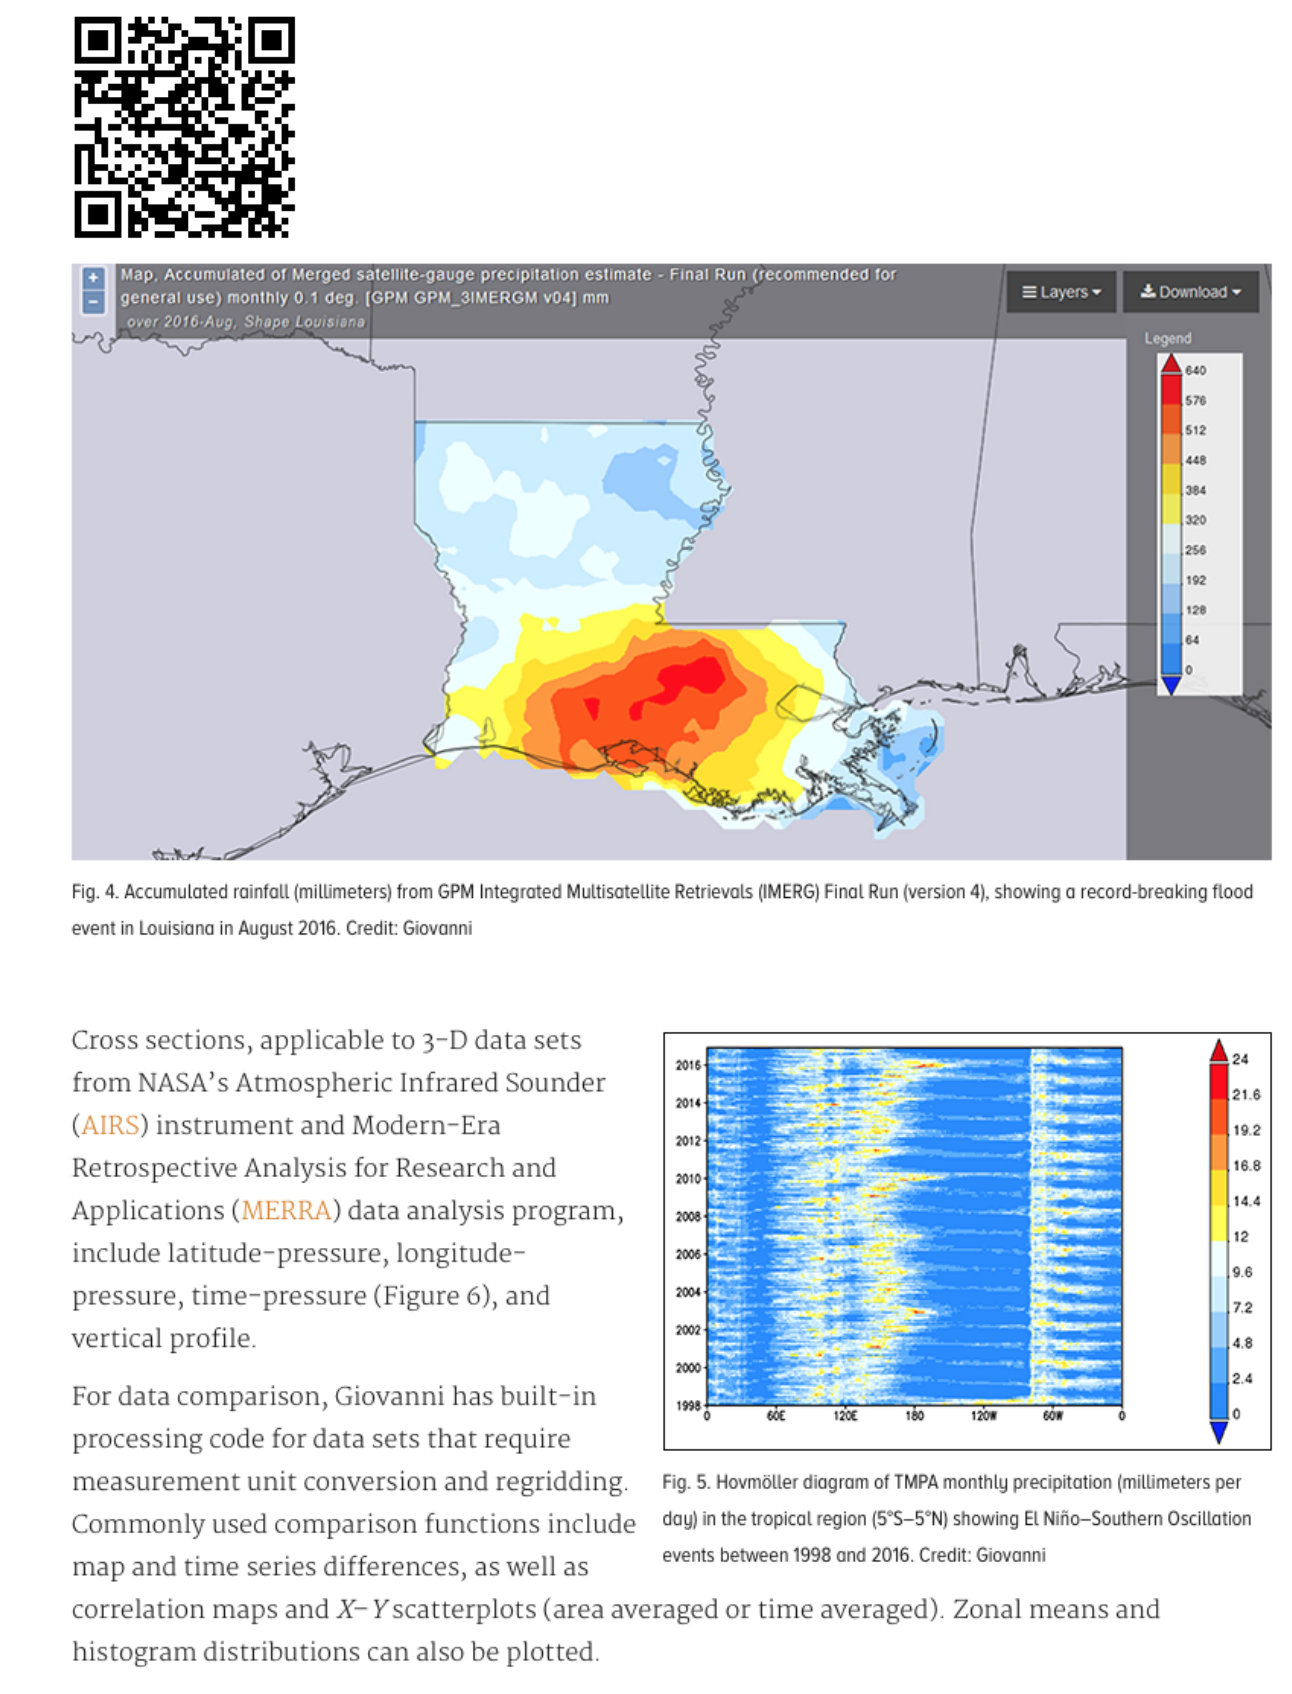 +
−
Map, Accumulated of Merged satellite-gauge precipitation estimate - Final Run (recommended for
general use) monthly 0.1 deg. [GPM GPM_3IMERGM v04] mm
over 2016-Aug, Shape Louisiana
Layers
Download
Legend
640
576
512
448
384
320
256
192
128
64
0
Fig. 4. Accumulated rainfall (millimeters) from GPM Integrated Multisatellite Retrievals (IMERG) Final Run (version 4), showing a record-breaking flood
event in Louisiana in August 2016. Credit: Giovanni
Cross sections, applicable to 3-D data sets
from NASA's Atmospheric Infrared Sounder
(AIRS) instrument and Modern-Era
Retrospective Analysis for Research and
Applications (MERRA) data analysis program,
include latitude-pressure, longitude-
pressure, time-pressure (Figure 6), and
vertical profile.
For data comparison, Giovanni has built-in
processing code for data sets that require
measurement unit conversion and regridding.
Commonly used comparison functions include
map and time series differences, as well as
correlation maps and X–Y scatterplots (area averaged or time averaged). Zonal means and
histogram distributions can also be plotted.
2016
2014
2012
2010
2008
2006
2004
2002
2000
1998
0 60E 120E 180 120W 60W 0
24
21.6
19.2
16.8
14.4
12
9.6
7.2
4.8
2.4
0
Fig. 5. Hovmöller diagram of TMPA monthly precipitation (millimeters per
day) in the tropical region (5°S–5°N) showing El Niño–Southern Oscillation
events between 1998 and 2016. Credit: Giovanni